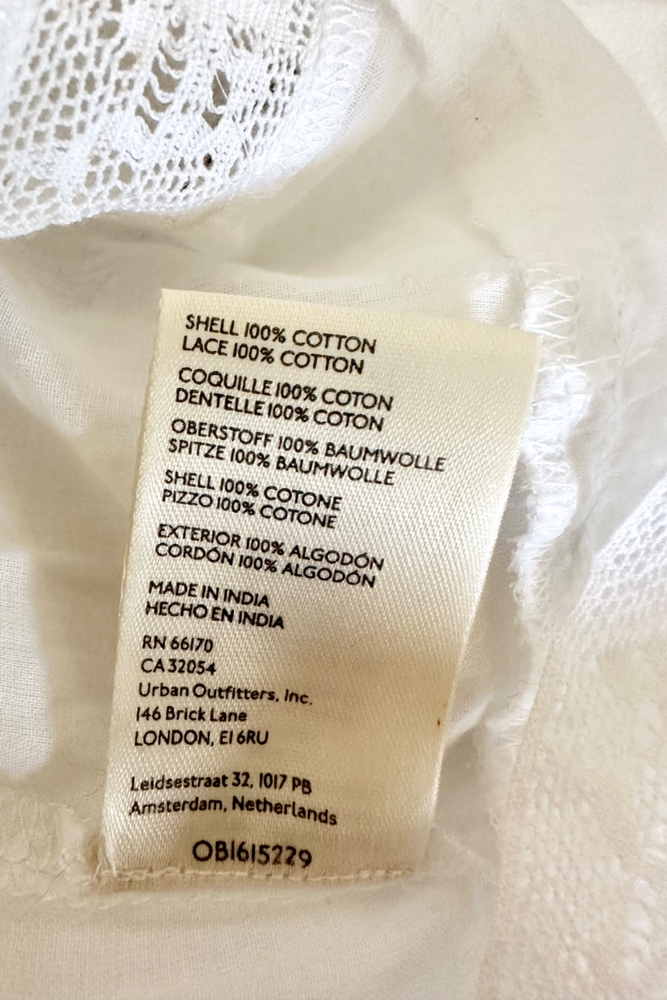 SHELL 100% COTTON
LACE 100% COTTON
COQUILLE 100% COTON
DENTELLE 100% COTON
OBERSTOFF 100% BAUMWOLLE
SPITZE 100% BAUMWOLLE
SHELL 100% COTONE
PIZZO 100% COTONE
EXTERIOR 100% ALGODÓN
CORDÓN 100% ALGODÓN
MADE IN INDIA
HECHO EN INDIA
RN 66170
CA 32054
Urban Outfitters, Inc.
146 Brick Lane
LONDON, E1 6RU
Leidsestraat 32, 1017 PB
Amsterdam, Netherlands
OB1615229